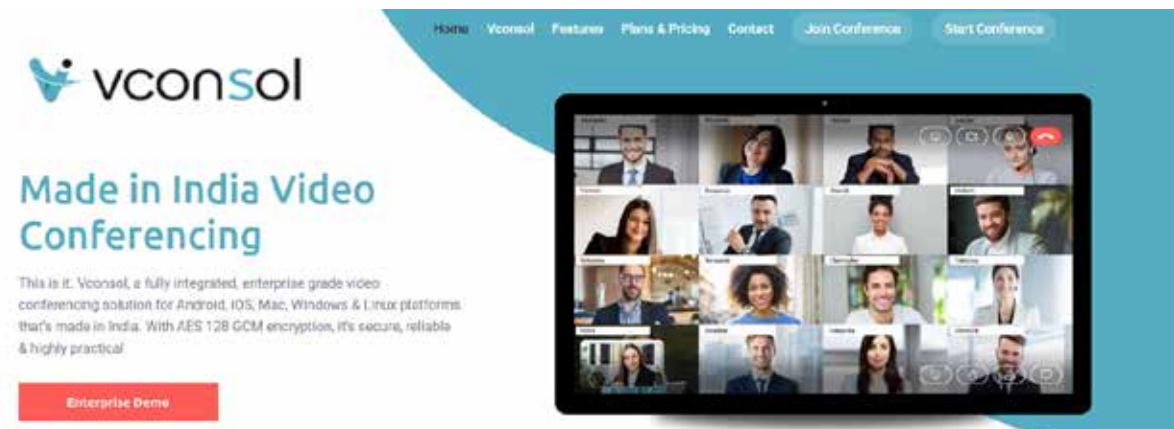 Home Vconsol Features Plans & Pricing Contact Join Conference Start Conference
vconsol
Made in India Video
Conferencing
This is it. Vconsol, a fully integrated, enterprise grade video
conferencing solution for Android, iOS, Mac, Windows & Linux platforms
that's made in India. With AES 128 GCM encryption, it's secure, reliable
& highly practical
Enterprise Demo